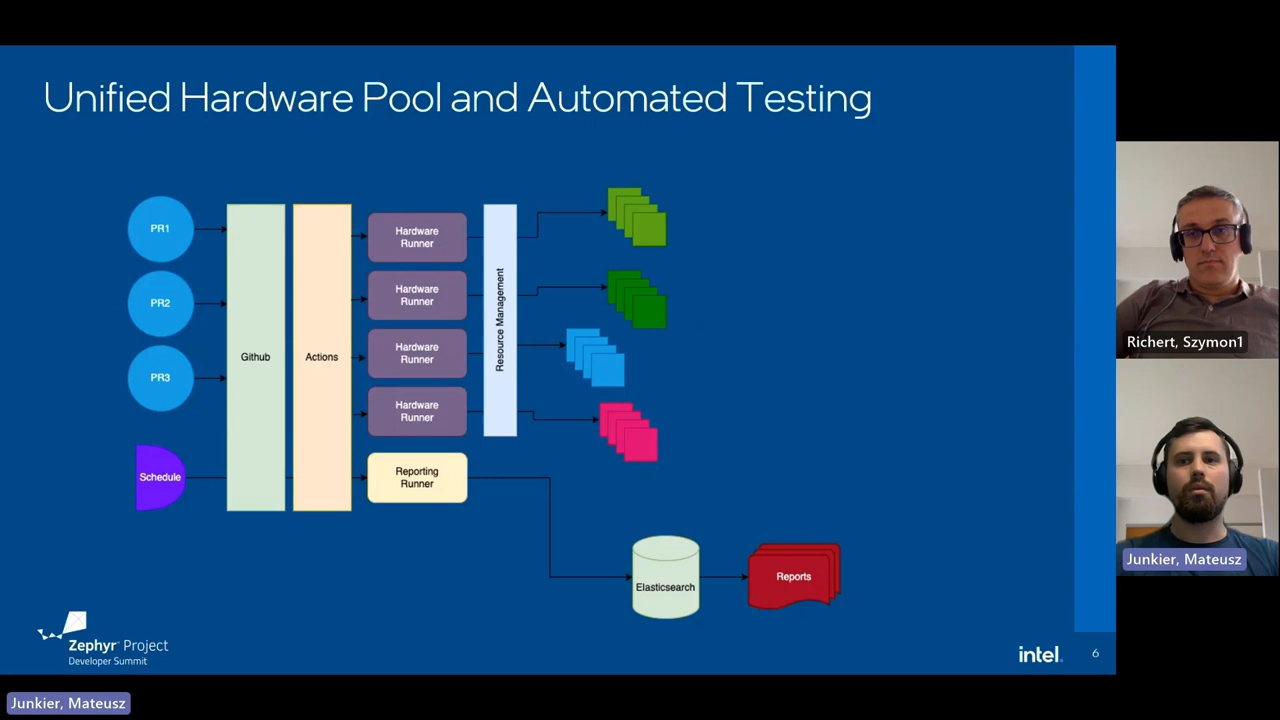 Unified Hardware Pool and Automated Testing
PR1
PR2
PR3
Schedule
Github
Actions
Hardware
Runner
Hardware
Runner
Hardware
Runner
Hardware
Runner
Reporting
Runner
Resource Management
Elasticsearch
Reports
Zephyr Project
Developer Summit
intel.
6
Richert, Szymon1
Junkier, Mateusz
Junkier, Mateusz